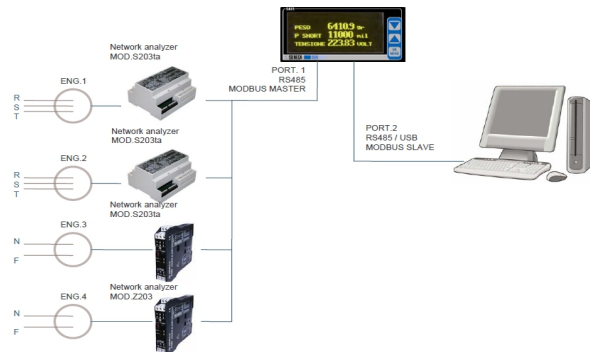 S401
PESO 6410.9 gr
P SHORT 11000 mil
TENSIONE 223.83 VOLT
PORT. 1
RS485
MODBUS MASTER
PORT.2
RS485 / USB
MODBUS SLAVE
Network analyzer
MOD.S203ta
ENG.1
R
S
T
Network analyzer
MOD.S203ta
ENG.2
R
S
T
Network analyzer
MOD.S203ta
ENG.3
N
F
Network analyzer
MOD.Z203
ENG.4
N
F